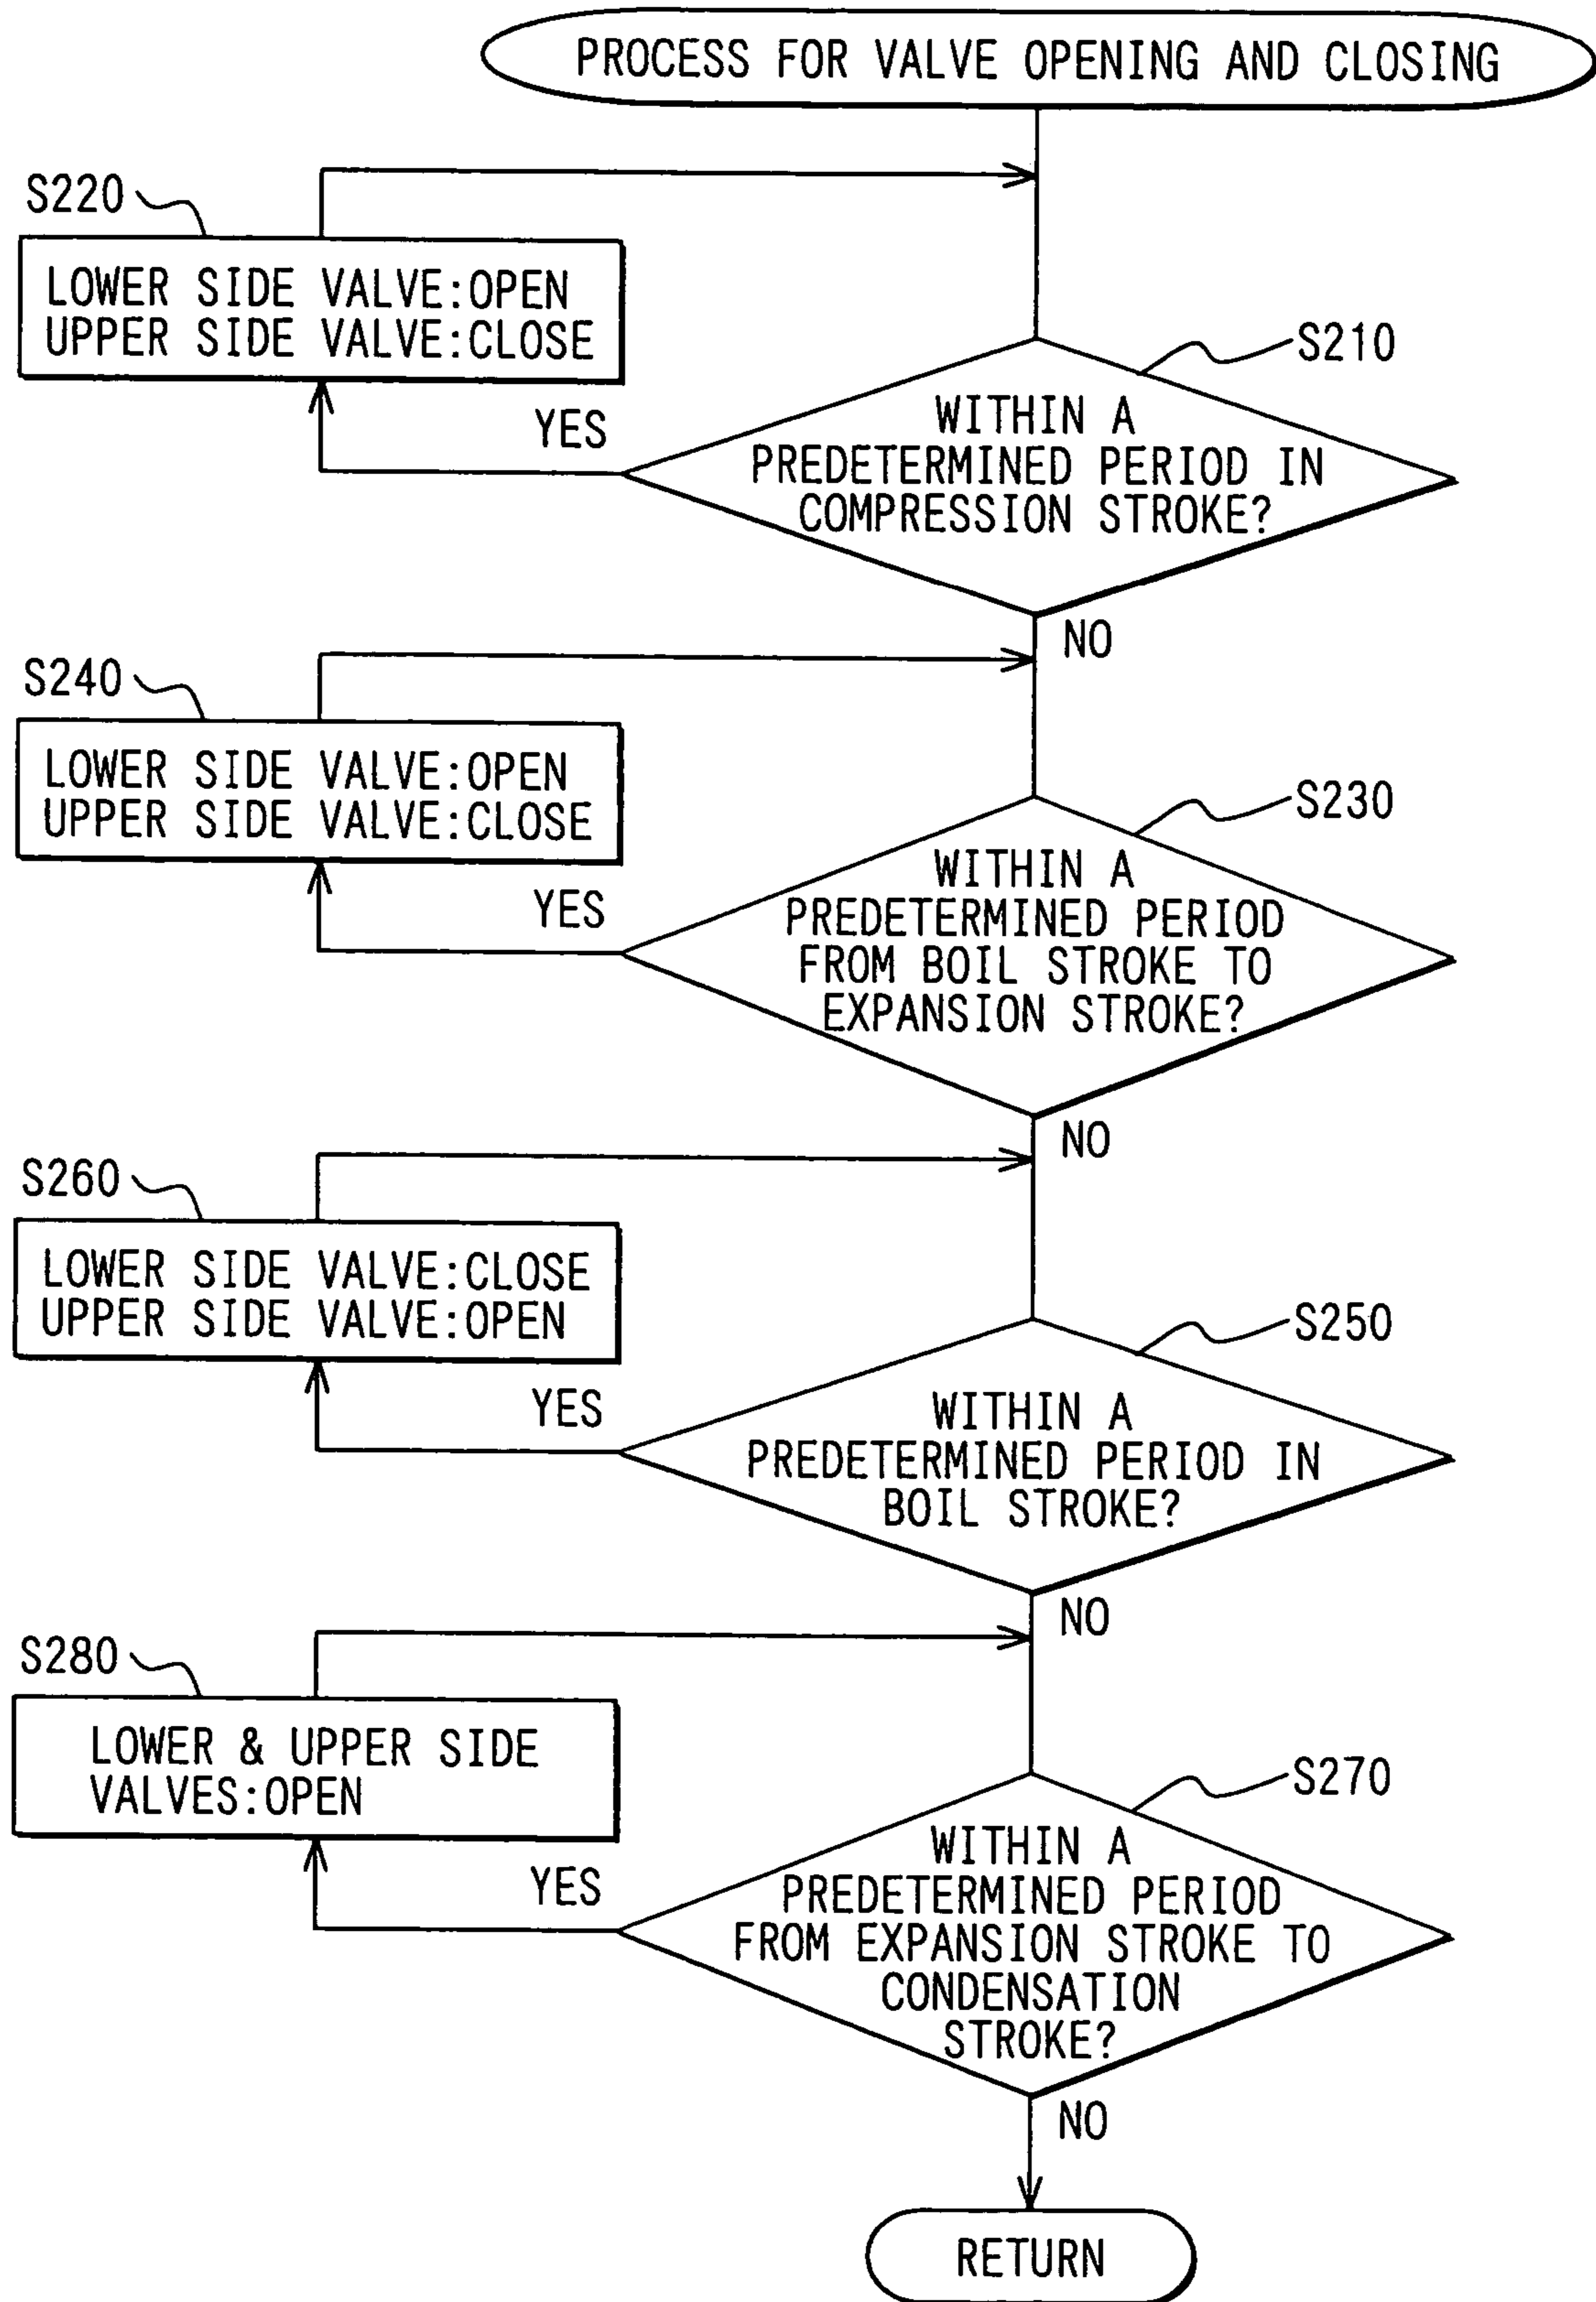 PROCESS FOR VALVE OPENING AND CLOSING
S220
LOWER SIDE VALVE:OPEN
UPPER SIDE VALVE:CLOSE
S210
YES
WITHIN A
PREDETERMINED PERIOD IN
COMPRESSION STROKE?
NO
S240
LOWER SIDE VALVE:OPEN
UPPER SIDE VALVE:CLOSE
S230
YES
WITHIN A
PREDETERMINED PERIOD
FROM BOIL STROKE TO
EXPANSION STROKE?
NO
S260
LOWER SIDE VALVE:CLOSE
UPPER SIDE VALVE:OPEN
S250
YES
WITHIN A
PREDETERMINED PERIOD IN
BOIL STROKE?
NO
S280
LOWER & UPPER SIDE
VALVES:OPEN
S270
YES
WITHIN A
PREDETERMINED PERIOD
FROM EXPANSION STROKE TO
CONDENSATION
STROKE?
NO
RETURN